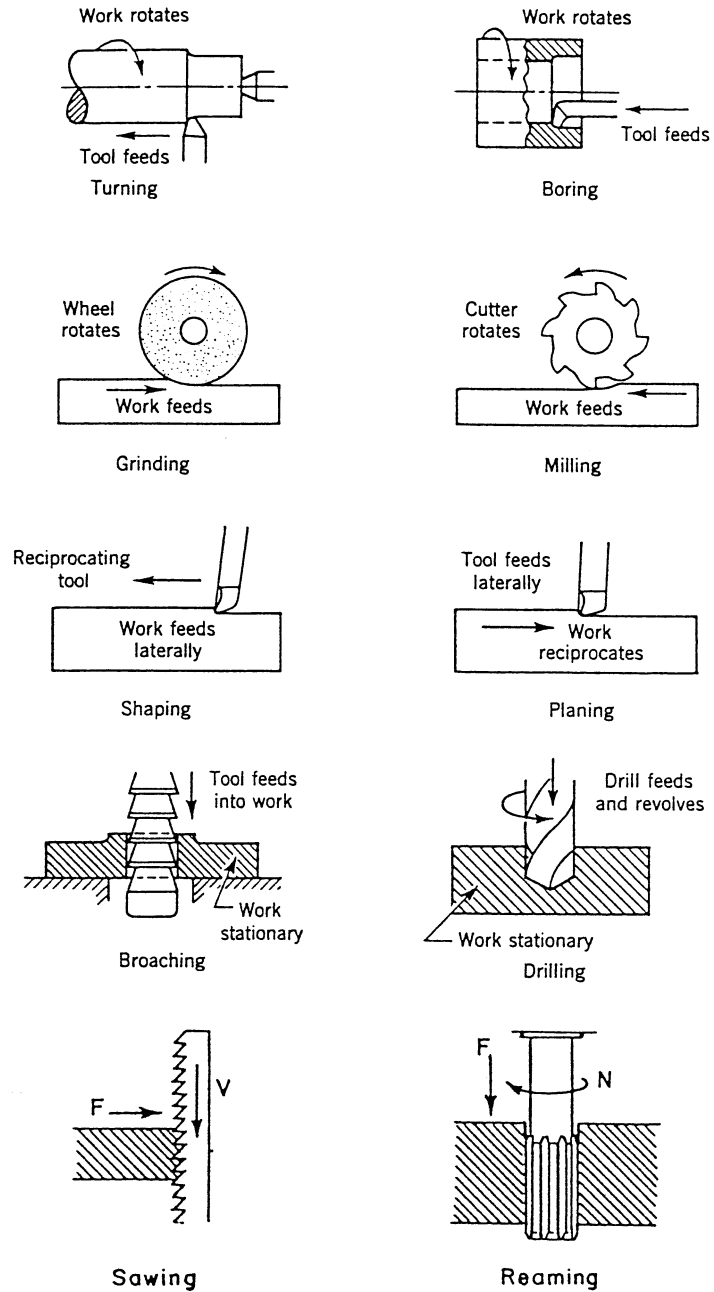 Work rotates
Tool feeds
Turning
Work rotates
Tool feeds
Boring
Wheel
rotates
Work feeds
Grinding
Cutter
rotates
Work feeds
Milling
Reciprocating
tool
Work feeds
laterally
Shaping
Tool feeds
laterally
Work
reciprocates
Planing
Tool feeds
into work
Work
stationary
Broaching
Drill feeds
and revolves
Work stationary
Drilling
F
V
Sawing
F
N
Reaming